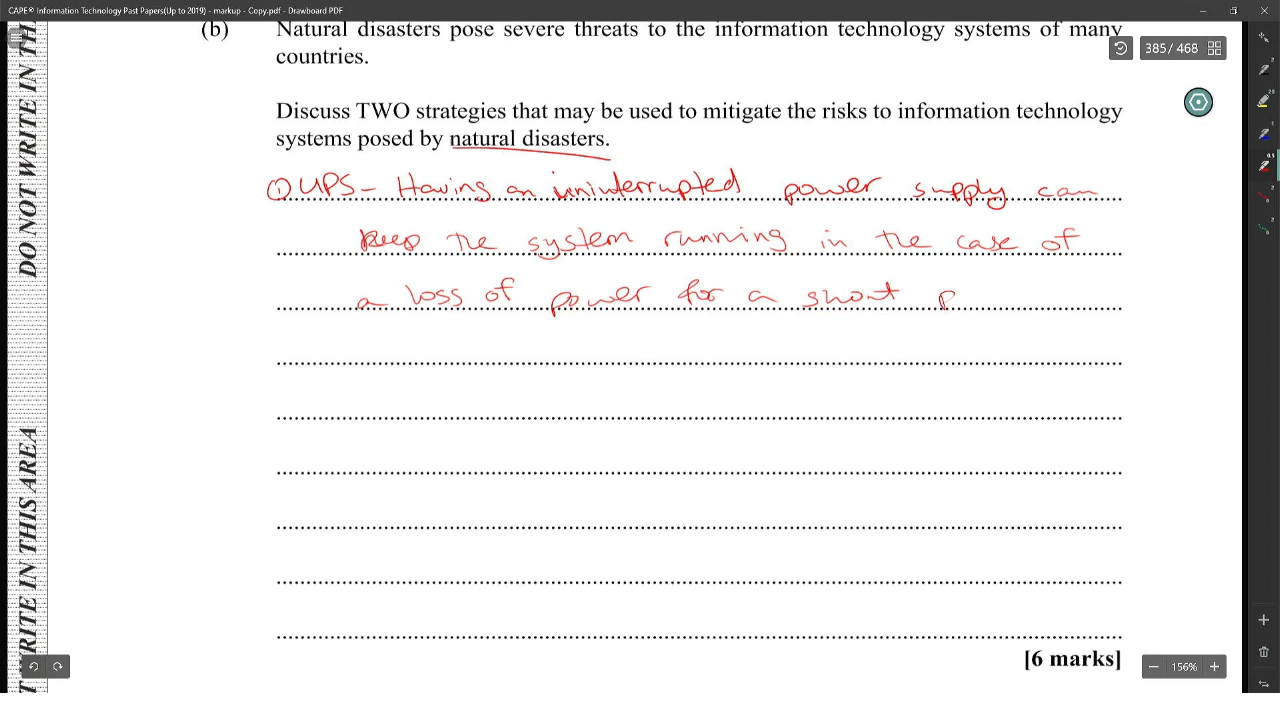 CAPE® Information Technology Past Papers(Up to 2019) - markup - Copy.pdf - Drawboard PDF
(b) Natural disasters pose severe threats to the information technology systems of many
countries.
385 / 468
Discuss TWO strategies that may be used to mitigate the risks to information technology
systems posed by natural disasters.
① UPS - Having an uninterrupted power supply can
keep the system running in the case of
a loss of power for a short p
[6 marks]
156%
DO NOT WRITE IN TH
RITE IN THIS AREA